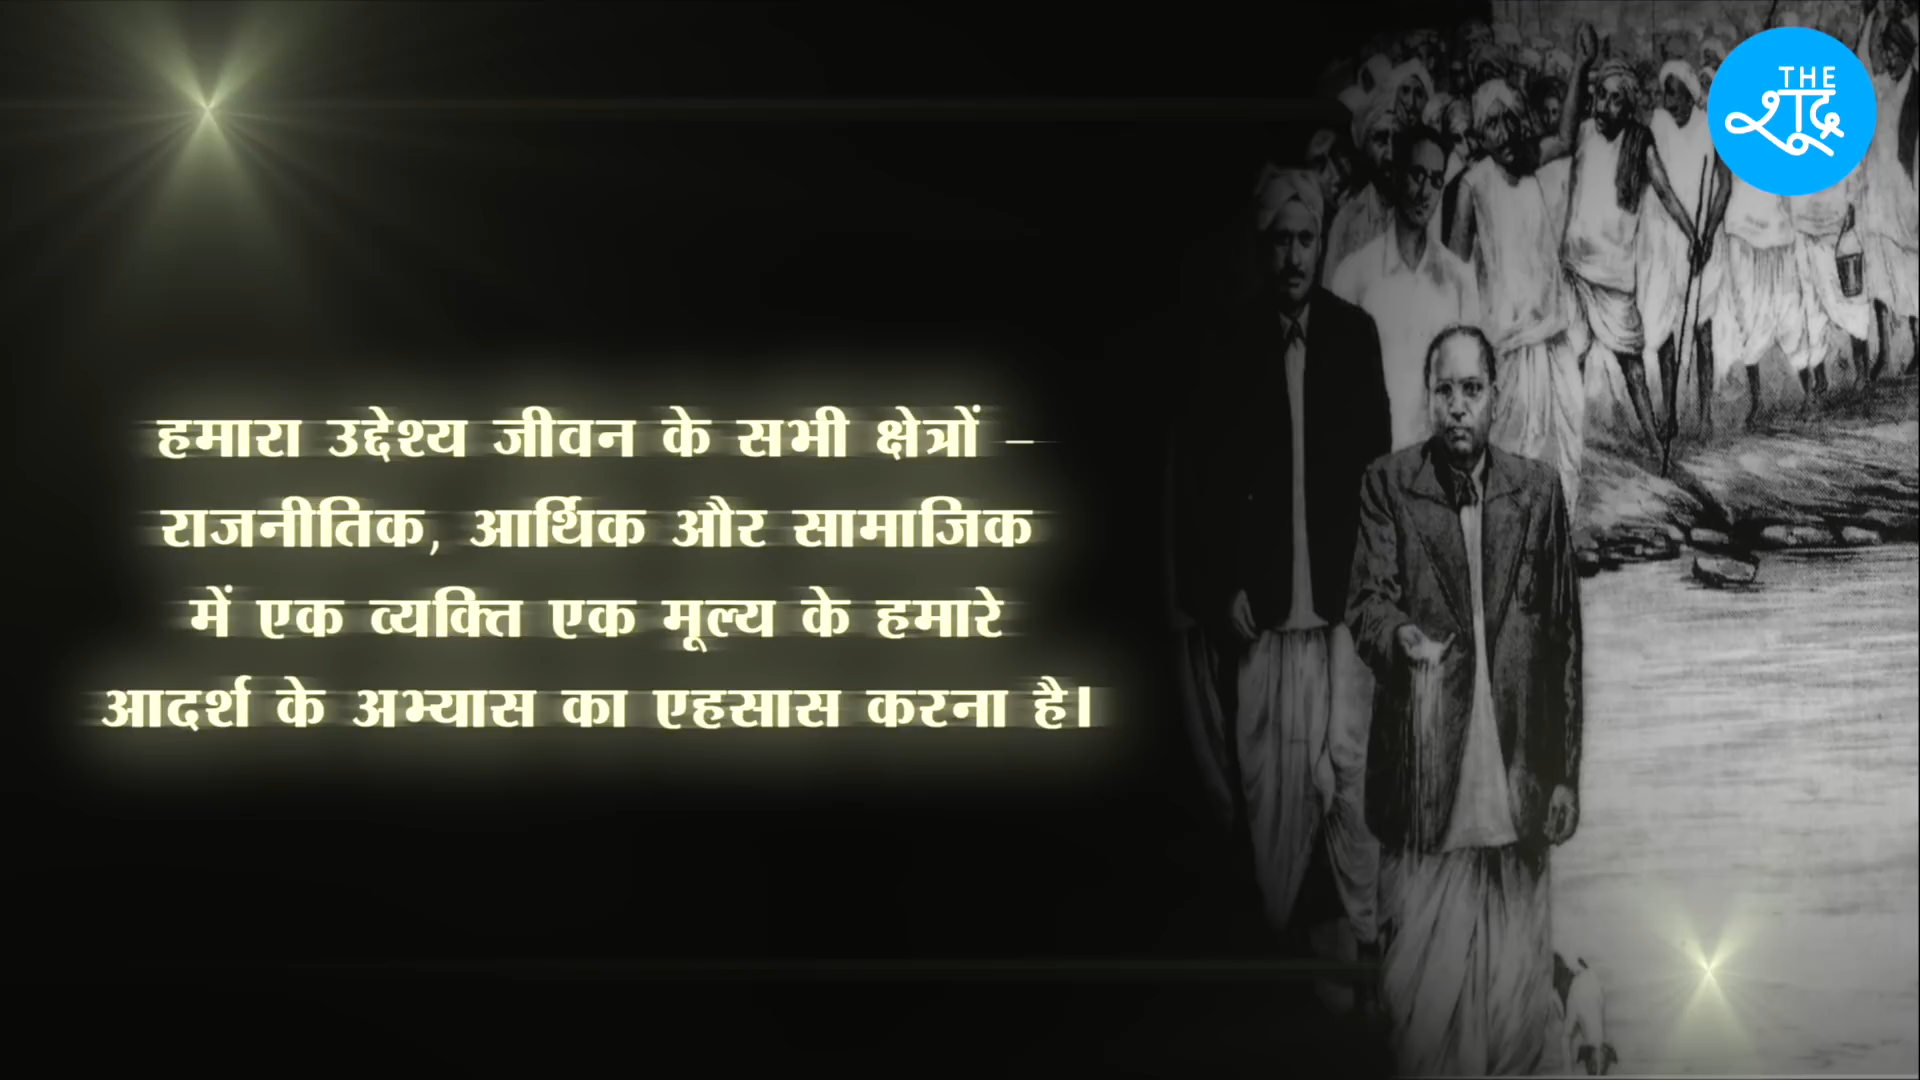 THE
शूद्र
हमारा उद्देश्य जीवन के सभी क्षेत्रों –
राजनीतिक, आर्थिक और सामाजिक
में एक व्यक्ति एक मूल्य के हमारे
आदर्श के अभ्यास का एहसास करना है।